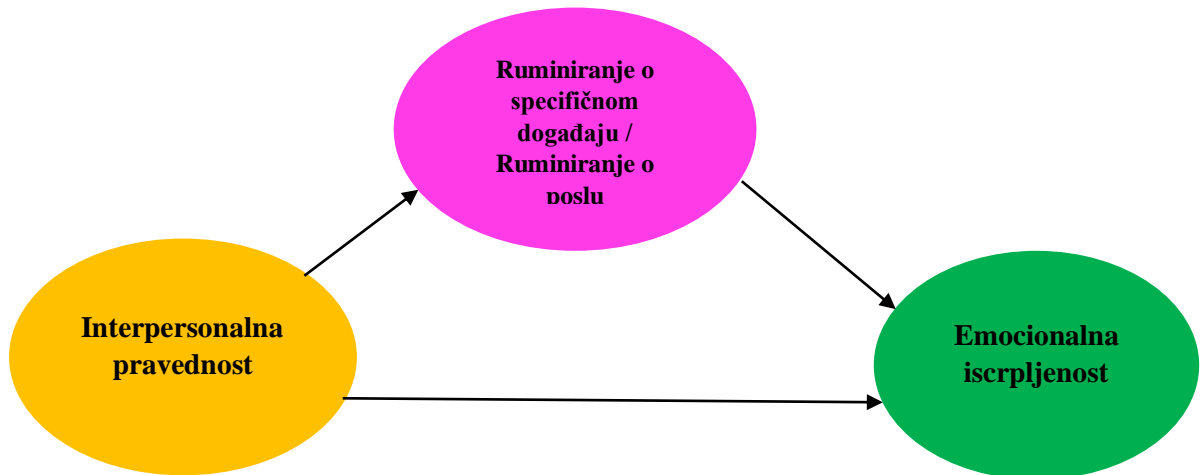 Ruminiranje o
specifičnom
događaju /
Ruminiranje o
poslu
Interpersonalna
pravednost
Emocionalna
iscrpljenost